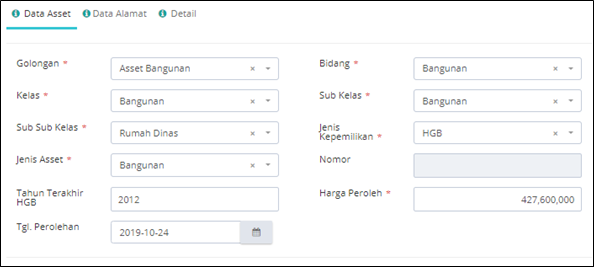 Data Asset Data Alamat Detail
Golongan * Asset Bangunan × Bidang * Bangunan ×
Kelas * Bangunan × Sub Kelas * Bangunan ×
Sub Sub Kelas * Rumah Dinas × Jenis Kepemilikan * HGB ×
Jenis Asset * Bangunan × Nomor
Tahun Terakhir HGB 2012 Harga Peroleh * 427,600,000
Tgl. Perolehan 2019-10-24